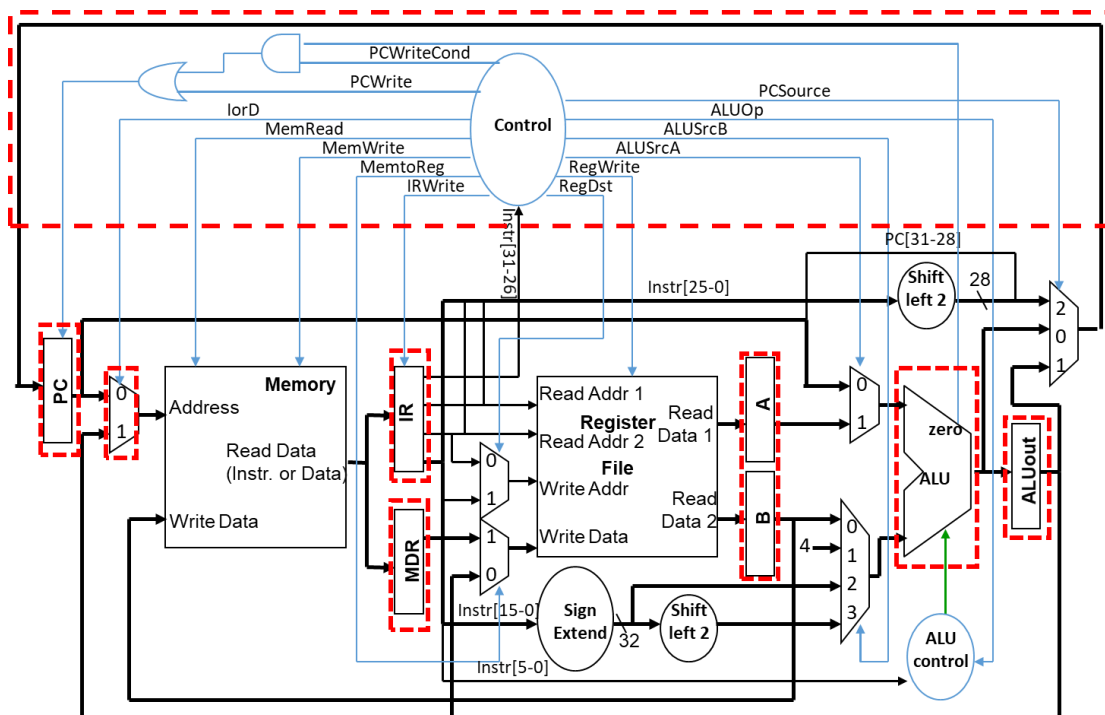 PCWriteCond
PCWrite
PCSource
IorD
ALUOp
MemRead
Control
ALUSrcB
MemWrite
ALUSrcA
MemtoReg
RegWrite
IRWrite
RegDst
Instr[31-26]
PC[31-28]
Instr[25-0]
Shift
left 2
28
2
0
1
PC
0
1
Memory
Address
Read Data
(Instr. or Data)
Write Data
IR
MDR
Read Addr 1
Register
Read
Data 1
Read Addr 2
File
Write Addr
Read
Data 2
Write Data
0
1
1
0
A
B
0
1
zero
ALU
ALUout
4
0
1
2
3
Instr[15-0]
Sign
Extend
32
Shift
left 2
Instr[5-0]
ALU
control